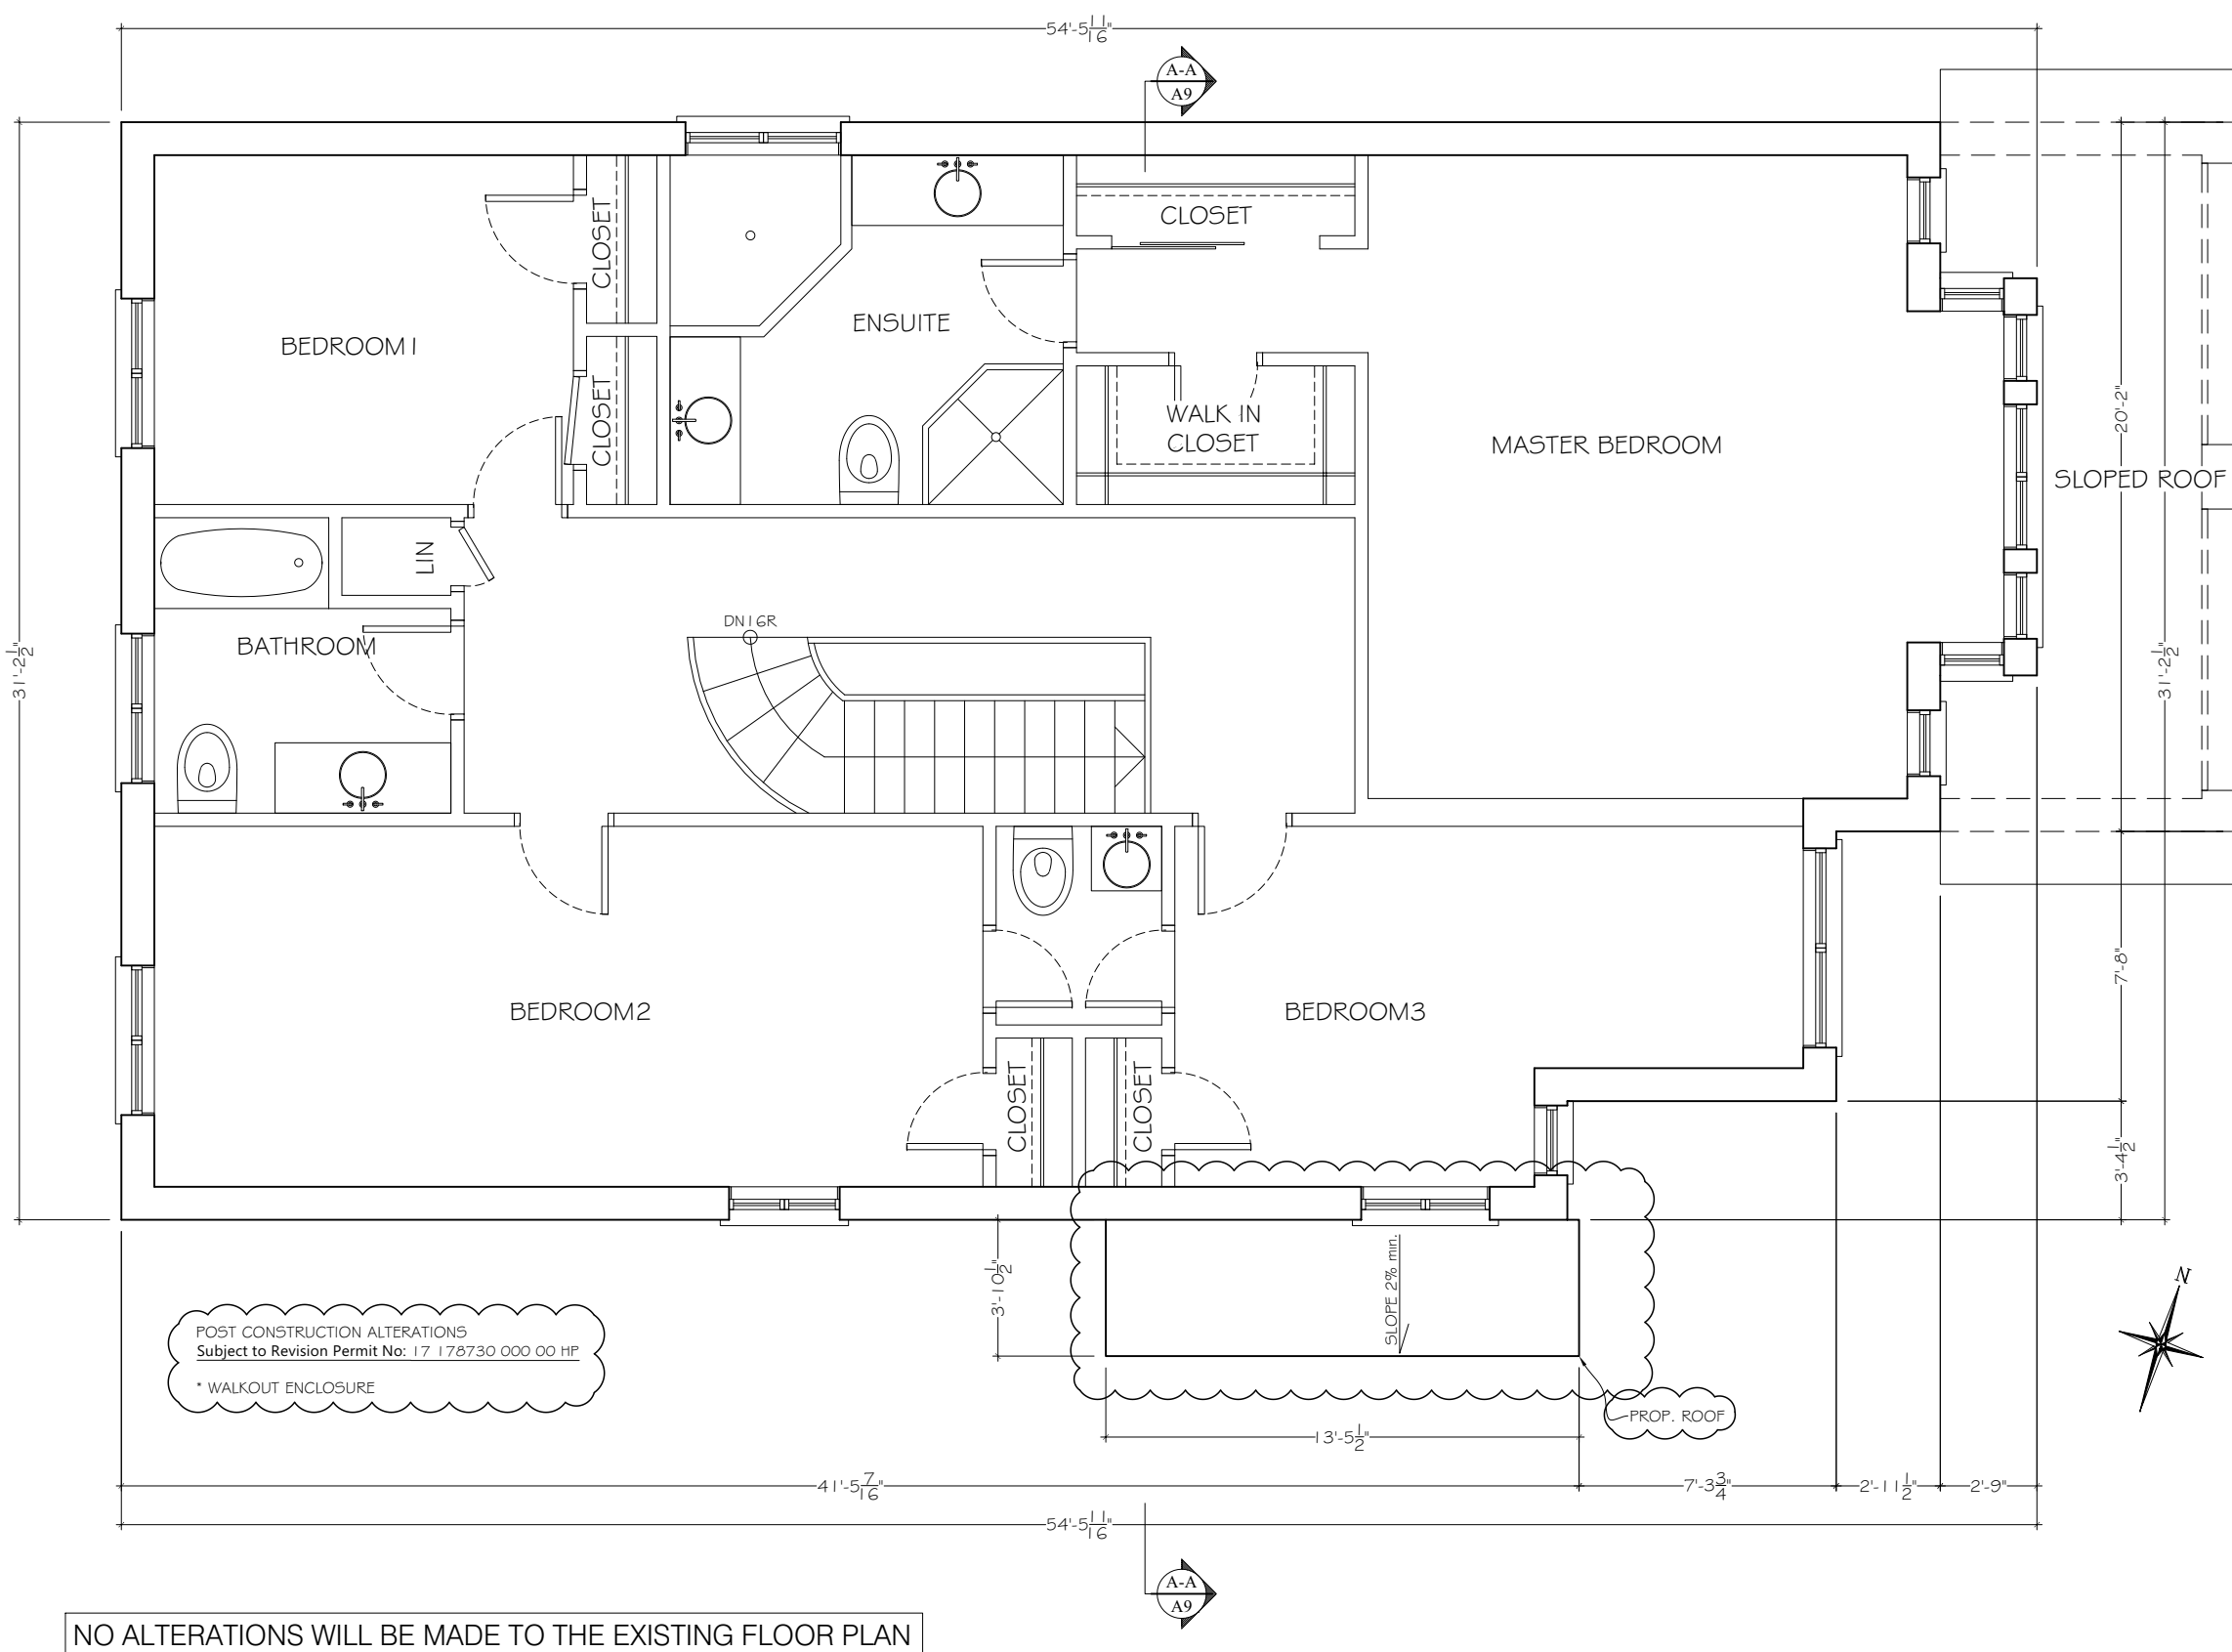 54'-5 11/16"
A-A
A9
CLOSET
CLOSET
ENSUITE
BEDROOM1
CLOSET
WALK IN
CLOSET
MASTER BEDROOM
20'-2"
SLOPED ROOF
LIN
DN16R
BATHROOM
31'-2 1/2"
31'-2 1/2"
7'-8"
BEDROOM2
BEDROOM3
CLOSET
CLOSET
3'-4 1/2"
3'-10 1/2"
SLOPE 2% min.
N
POST CONSTRUCTION ALTERATIONS
Subject to Revision Permit No: 17 178730 000 00 HP
* WALKOUT ENCLOSURE
PROP. ROOF
13'-5 1/2"
41'-5 7/16"
7'-3 3/4"
2'-11 1/2"
2'-9"
54'-5 11/16"
A-A
A9
NO ALTERATIONS WILL BE MADE TO THE EXISTING FLOOR PLAN